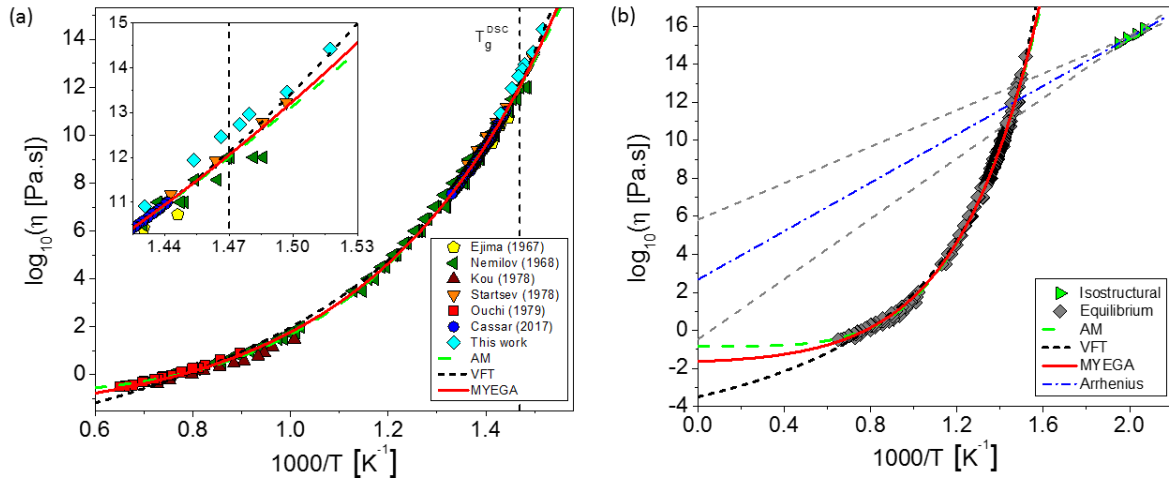 (a)
15
14
13
12
11
1.44 1.47 1.50 1.53
T_g^DSC
14
12
10
8
6
4
2
0
log₁₀(η [Pa.s])
0.6 0.8 1.0 1.2 1.4
1000/T [K⁻¹]
Ejima (1967)
Nemilov (1968)
Kou (1978)
Startsev (1978)
Ouchi (1979)
Cassar (2017)
This work
AM
VFT
MYEGA
(b)
16
14
12
10
8
6
4
2
0
-2
-4
log₁₀(η [Pa.s])
0.0 0.4 0.8 1.2 1.6 2.0
1000/T [K⁻¹]
Isostructural
Equilibrium
AM
VFT
MYEGA
Arrhenius